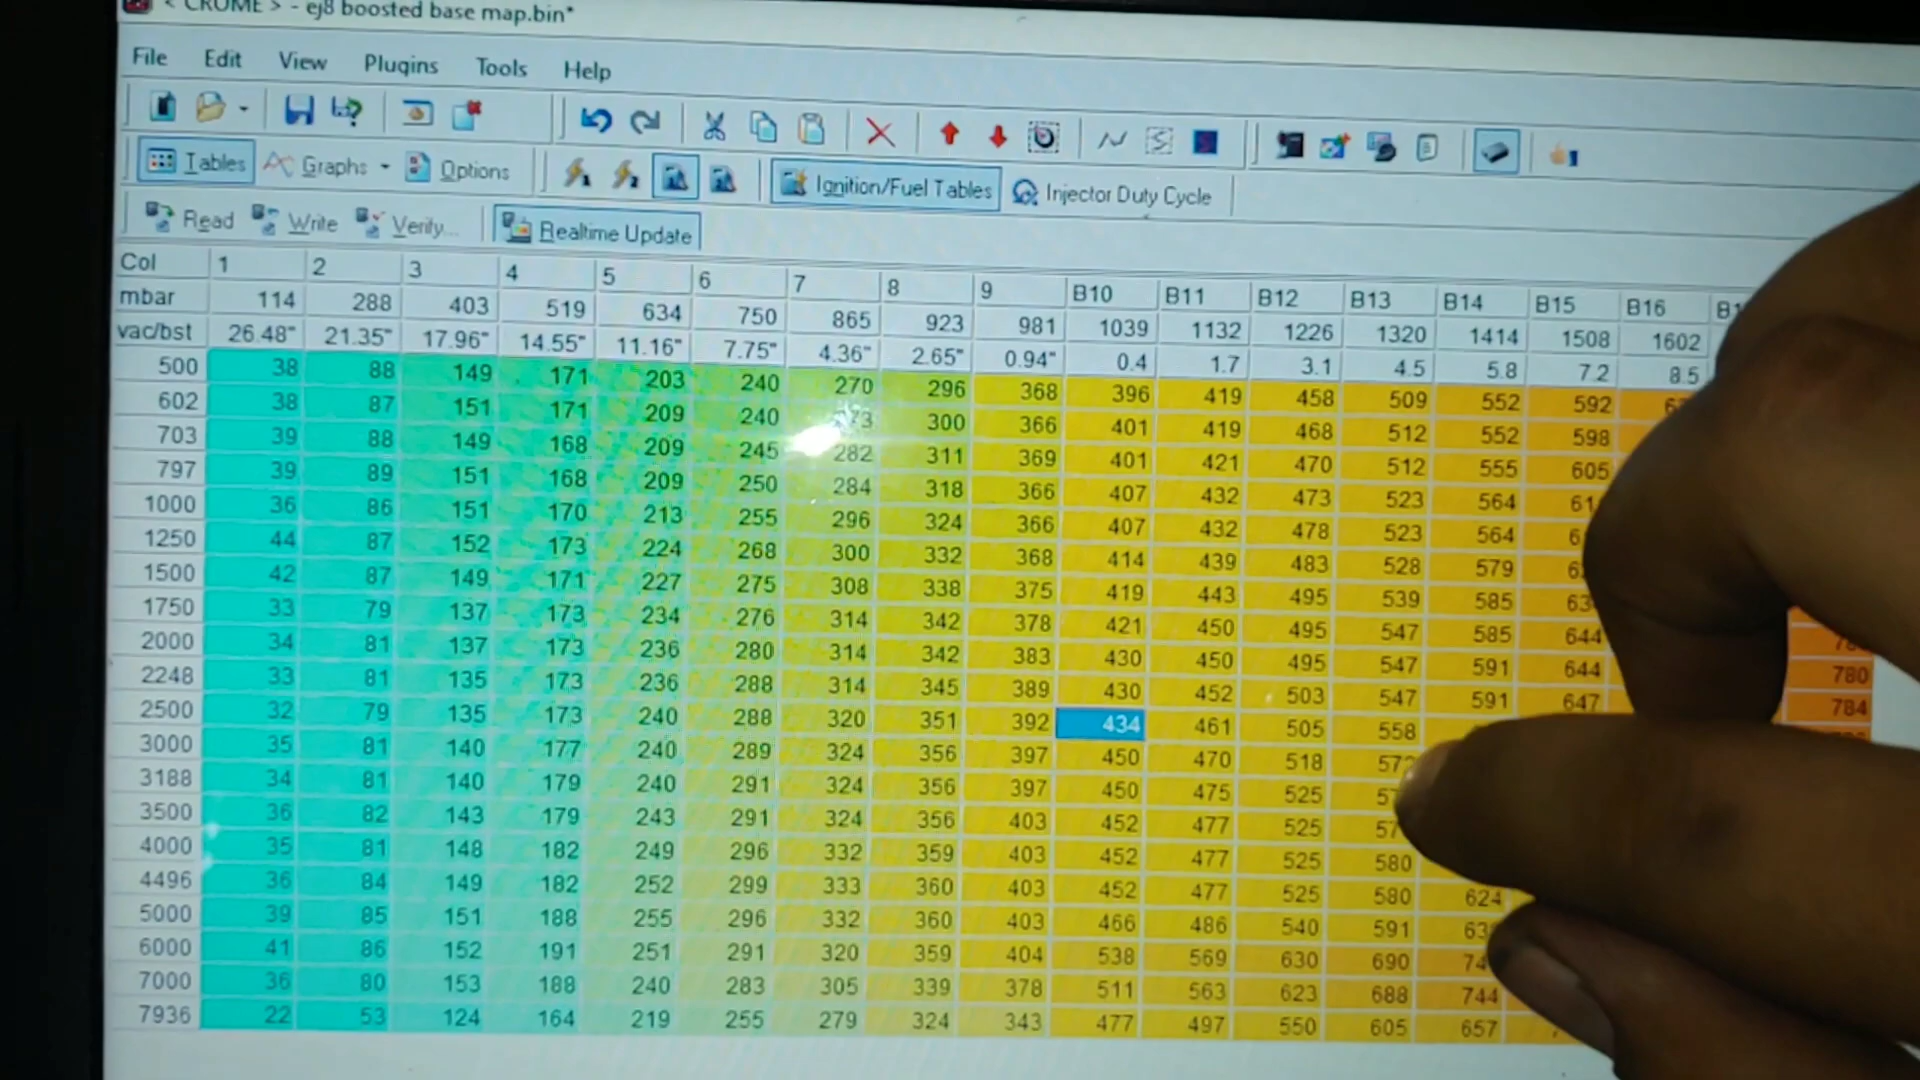 < CROME > - ej8 boosted base map.bin*
File Edit View Plugins Tools Help
Tables Graphs Options 1 2 Ignition/Fuel Tables Injector Duty Cycle
Read Write Verify... Realtime Update
Col 1 2 3 4 5 6 7 8 9 B10 B11 B12 B13 B14 B15 B16
mbar 114 288 403 519 634 750 865 923 981 1039 1132 1226 1320 1414 1508 1602
vac/bst 26.48" 21.35" 17.96" 14.55" 11.16" 7.75" 4.36" 2.65" 0.94" 0.4 1.7 3.1 4.5 5.8 7.2 8.5
500 38 88 149 171 203 240 270 296 368 396 419 458 509 552 592
602 38 87 151 171 209 240 300 366 401 419 468 512 552 598
703 39 88 149 168 209 245 282 311 369 401 421 470 512 555 605
797 39 89 151 168 209 250 284 318 366 407 432 473 523 564
1000 36 86 151 170 213 255 296 324 366 407 432 478 523 564
1250 44 87 152 173 224 268 300 332 368 414 439 483 528 579
1500 42 87 149 171 227 275 308 338 375 419 443 495 539 585
1750 33 79 137 173 234 276 314 342 378 421 450 495 547 585 644
2000 34 81 137 173 236 280 314 342 383 430 450 495 547 591 644 780
2248 33 81 135 173 236 288 314 345 389 430 452 503 547 591 647 784
2500 32 79 135 173 240 288 320 351 392 434 461 505 558
3000 35 81 140 177 240 289 324 356 397 450 470 518
3188 34 81 140 179 240 291 324 356 397 450 475 525
3500 36 82 143 179 243 291 324 356 403 452 477 525
4000 35 81 148 182 249 296 332 359 403 452 477 525 580
4496 36 84 149 182 252 299 333 360 403 452 477 525 580 624
5000 39 85 151 188 255 296 332 360 403 466 486 540 591
6000 41 86 152 191 251 291 320 359 404 538 569 630 690
7000 36 80 153 188 240 283 305 339 378 511 563 623 688 744
7936 22 53 124 164 219 255 279 324 343 477 497 550 605 657